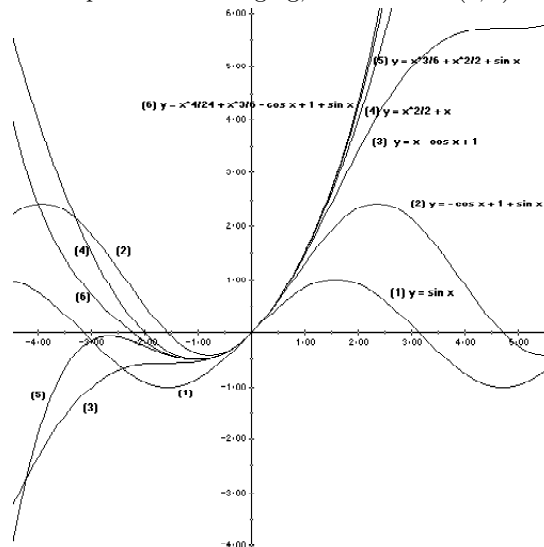 6:00
(5) y = x^3/6 + x^2/2 + sin x
5:00
(6) y = x^4/24 + x^3/6 - cos x + 1 + sin x
(4) y = x^2/2 + x
4:00
(3) y = x - cos x + 1
3:00
(2) y = - cos x + 1 + sin x
2:00
(2)
(4)
1:00
(6)
(1) y = sin x
-4:00 -3:00 -2:00 -1:00 1:00 2:00 3:00 4:00 5:00
-1:00
(5)
(3)
(1)
-2:00
-3:00
-4:00